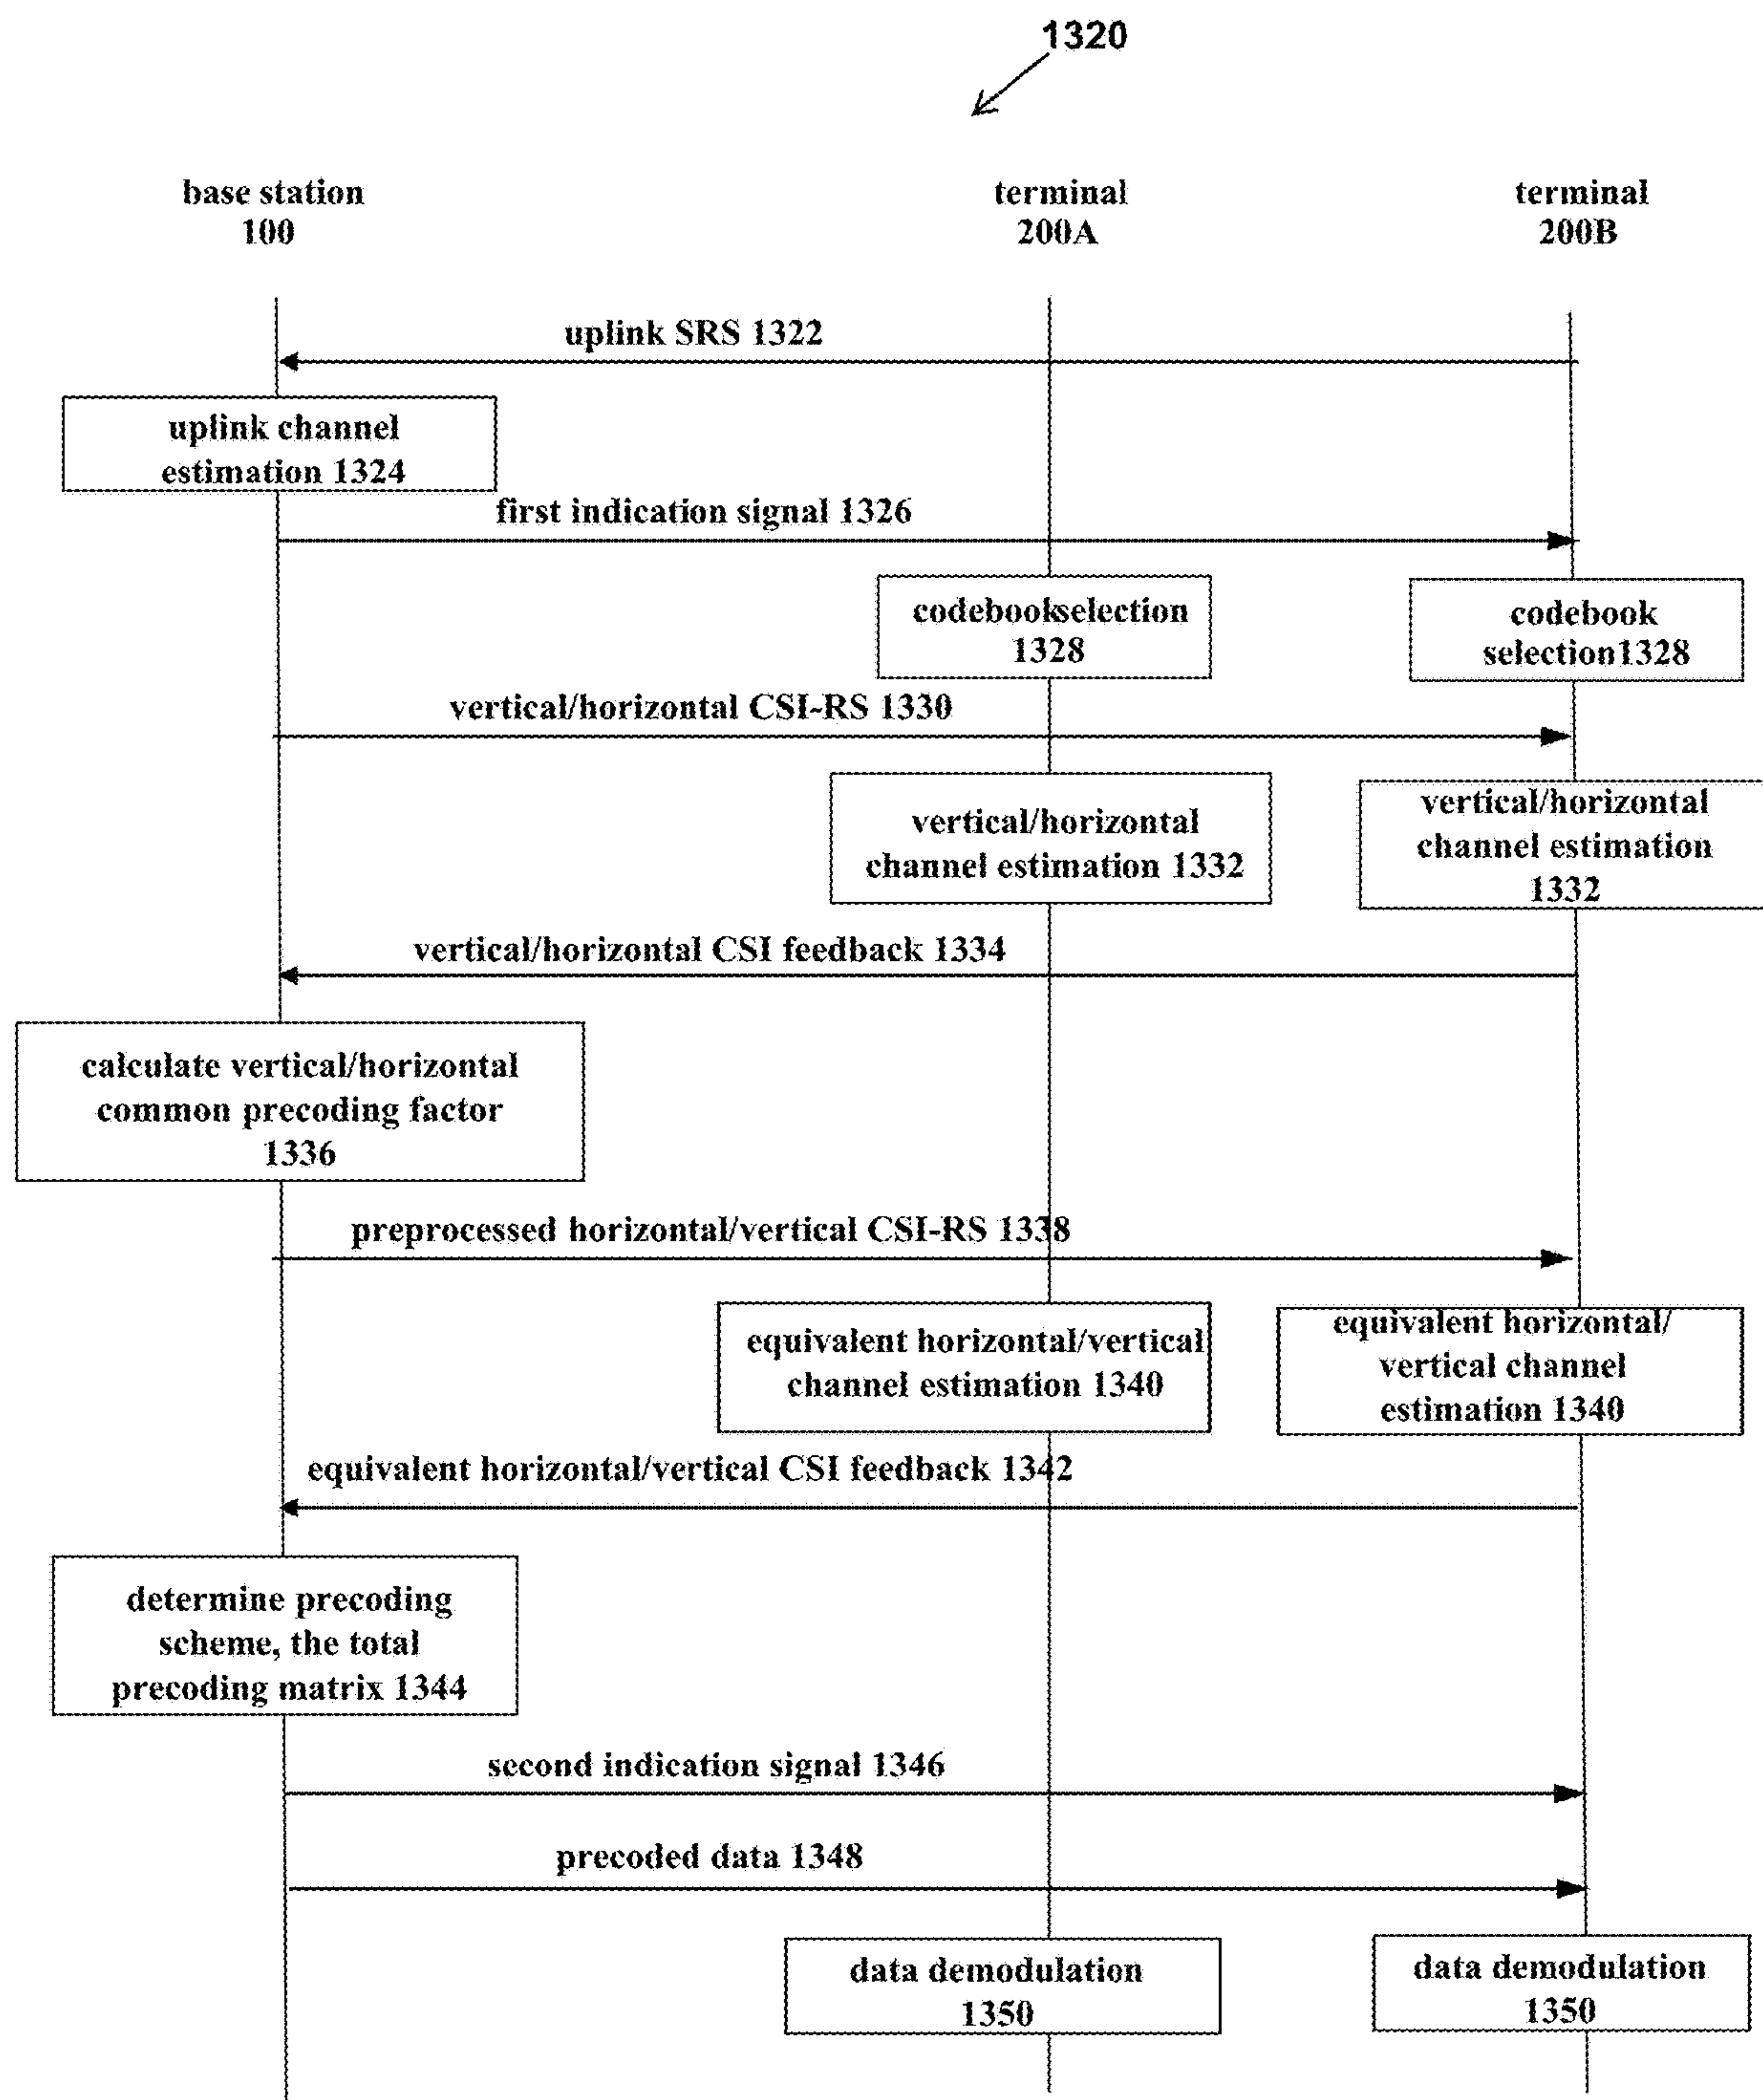 1320
base station
100
terminal
200A
terminal
200B
uplink SRS 1322
uplink channel
estimation 1324
first indication signal 1326
codebookselection
1328
codebook
selection1328
vertical/horizontal CSI-RS 1330
vertical/horizontal
channel estimation 1332
vertical/horizontal
channel estimation
1332
vertical/horizontal CSI feedback 1334
calculate vertical/horizontal
common precoding factor
1336
preprocessed horizontal/vertical CSI-RS 1338
equivalent horizontal/vertical
channel estimation 1340
equivalent horizontal/
vertical channel
estimation 1340
equivalent horizontal/vertical CSI feedback 1342
determine precoding
scheme, the total
precoding matrix 1344
second indication signal 1346
precoded data 1348
data demodulation
1350
data demodulation
1350